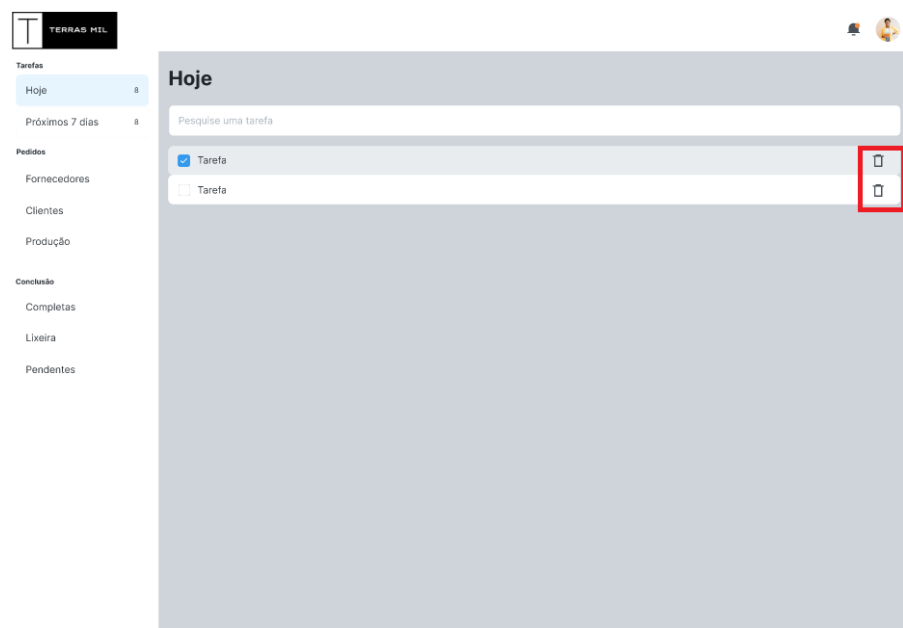 T TERRAS MIL
Tarefas
Hoje 8
Próximos 7 dias 8
Pedidos
Fornecedores
Clientes
Produção
Conclusão
Completas
Lixeira
Pendentes
Hoje
Pesquise uma tarefa
Tarefa
Tarefa